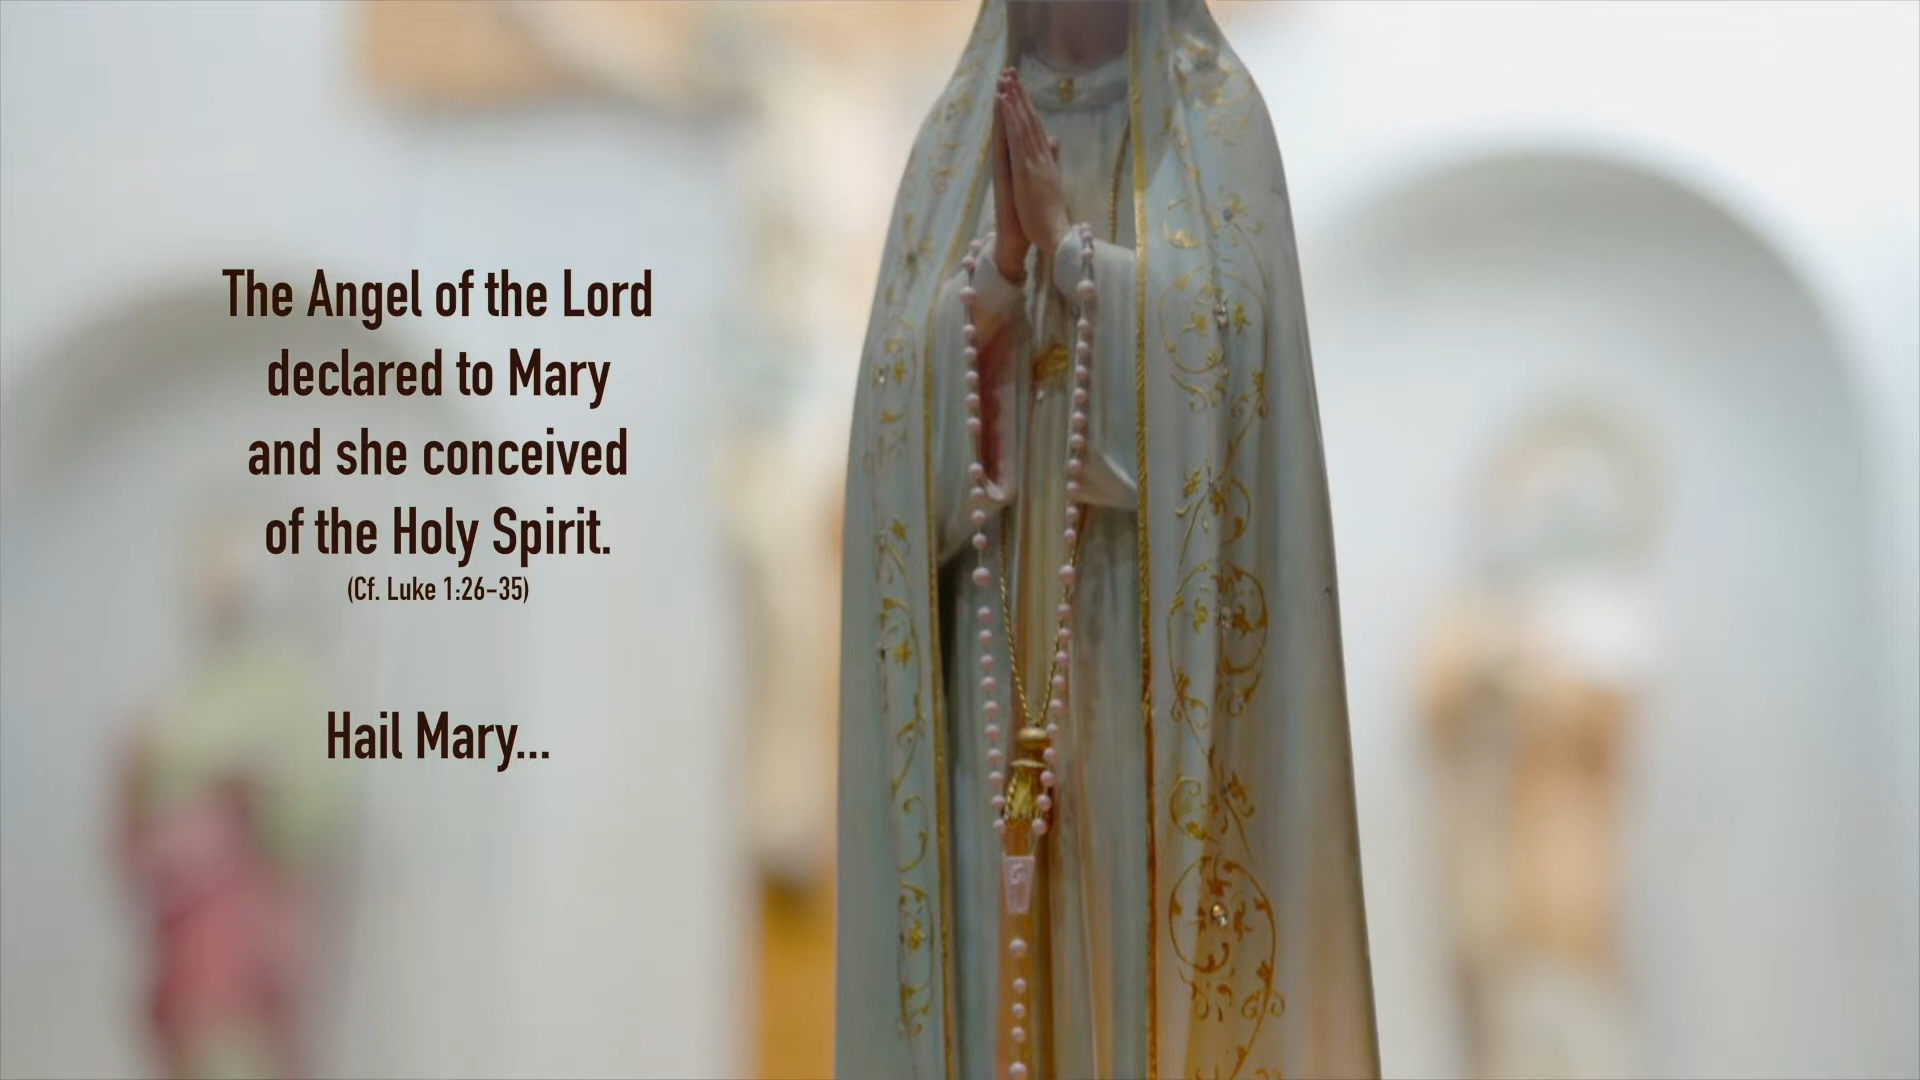 The Angel of the Lord
declared to Mary
and she conceived
of the Holy Spirit.
(Cf. Luke 1:26-35)
Hail Mary...